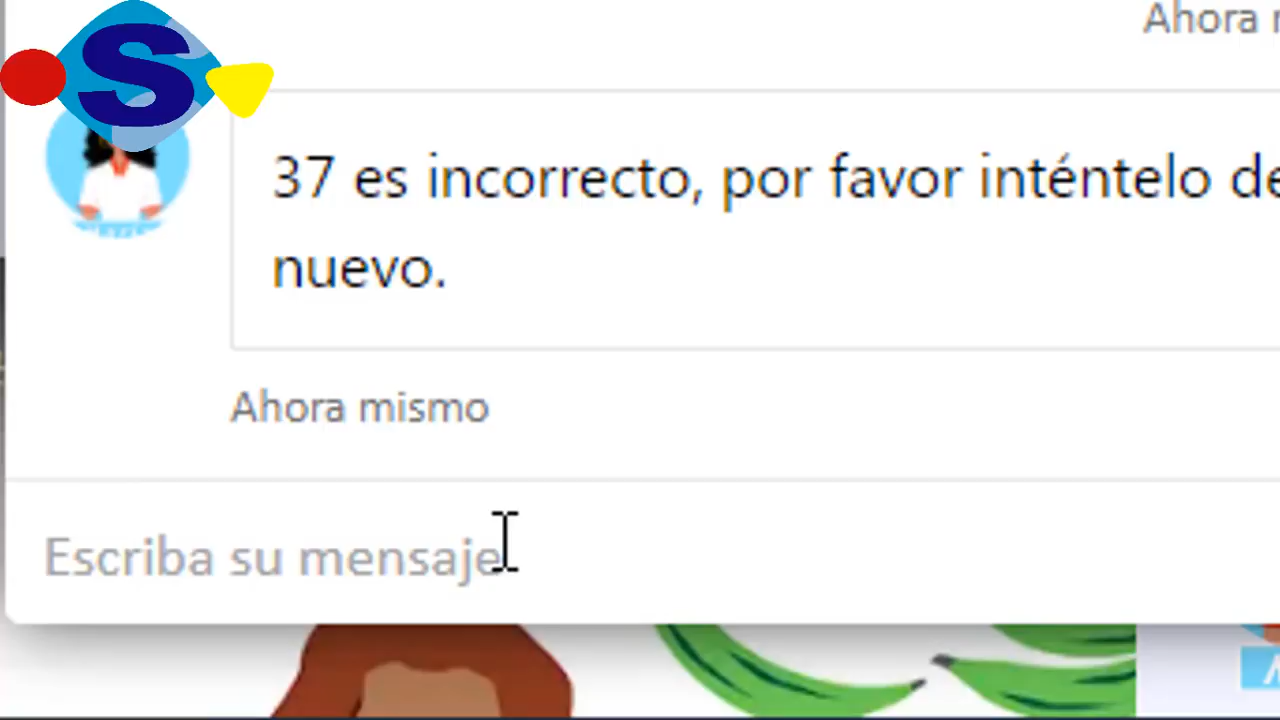 Ahora
S
37 es incorrecto, por favor inténtelo de
nuevo.
Ahora mismo
Escriba su mensaje